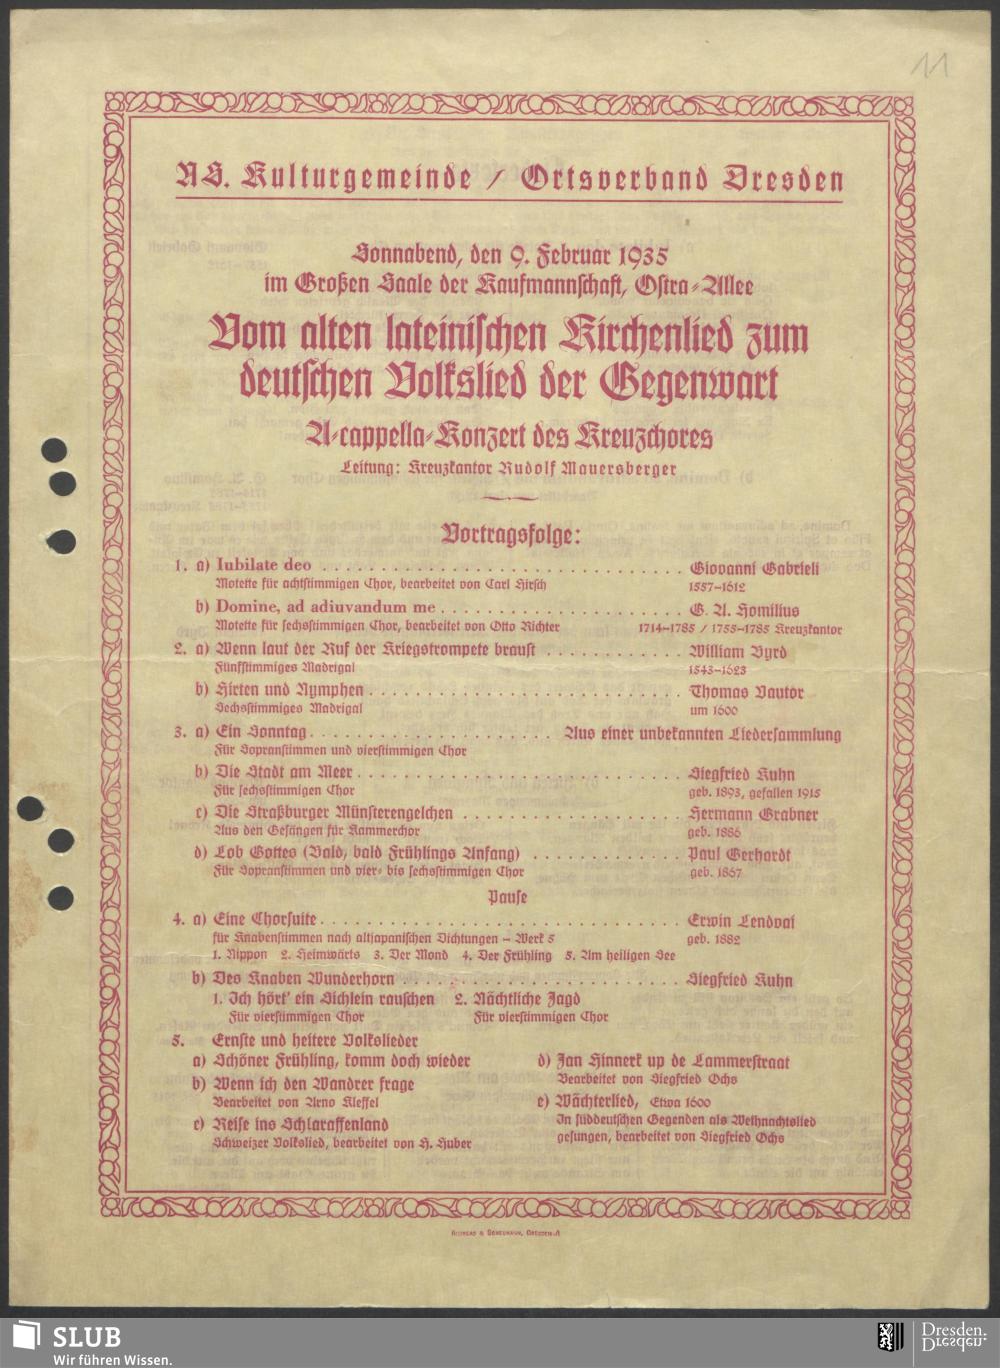 11
NS. Kulturgemeinde / Ortsverband Dresden
Sonnabend, den 9. Februar 1935
im Großen Saale der Kaufmannschaft, Ostra-Allee
Vom alten lateinischen Kirchenlied zum
deutschen Volkslied der Gegenwart
A-cappella-Konzert des Kreuzchores
Leitung: Kreuzkantor Rudolf Mauersberger
Vortragsfolge:
1. a) Iubilate deo . . . . . Giovanni Gabrieli
Motette für achtstimmigen Chor, bearbeitet von Carl Hirsch 1557–1612
b) Domine, ad adiuvandum me . . . . . G. A. Homilius
Motette für sechsstimmigen Chor, bearbeitet von Otto Richter 1714–1785 / 1755–1785 Kreuzkantor
2. a) Wenn laut der Ruf der Kriegstrompete braust . . . . . William Byrd
Fünfstimmiges Madrigal 1543–1623
b) Hirten und Nymphen . . . . . Thomas Vautor
Sechsstimmiges Madrigal um 1600
3. a) Ein Sonntag . . . . . Aus einer unbekannten Liedersammlung
Für Sopranstimmen und vierstimmigen Chor
b) Die Stadt am Meer . . . . . Siegfried Kuhn
Für sechsstimmigen Chor geb. 1893, gefallen 1915
c) Die Straßburger Münsterengelchen . . . . . Hermann Grabner
Aus den Gesängen für Kammerchor geb. 1886
d) Lob Gottes (Bald, bald Frühlings Anfang) . . . . . Paul Gerhardt
Für Sopranstimmen und vier- bis sechsstimmigen Chor geb. 1867
Pause
4. a) Eine Chorsuite . . . . . Erwin Lendvai
für Knabenstimmen nach altjapanischen Dichtungen – Werk 5 geb. 1882
1. Nippon 2. Heimwärts 3. Der Mond 4. Der Frühling 5. Am heiligen See
b) Des Knaben Wunderhorn . . . . . Siegfried Kuhn
1. Ich hört' ein Sichlein rauschen 2. Nächtliche Jagd
Für vierstimmigen Chor Für vierstimmigen Chor
5. Ernste und heitere Volkslieder
a) Schöner Frühling, komm doch wieder
b) Wenn ich den Wandrer frage
Bearbeitet von Arno Kleffel
c) Reise ins Schlaraffenland
Schweizer Volkslied, bearbeitet von H. Huber
d) Jan Hinnerk up de Lammerstraat
Bearbeitet von Siegfried Ochs
e) Wächterlied, Etwa 1600
In süddeutschen Gegenden als Weihnachtslied
gesungen, bearbeitet von Siegfried Ochs
SLUB
Wir führen Wissen.
Dresden.
Dresden.